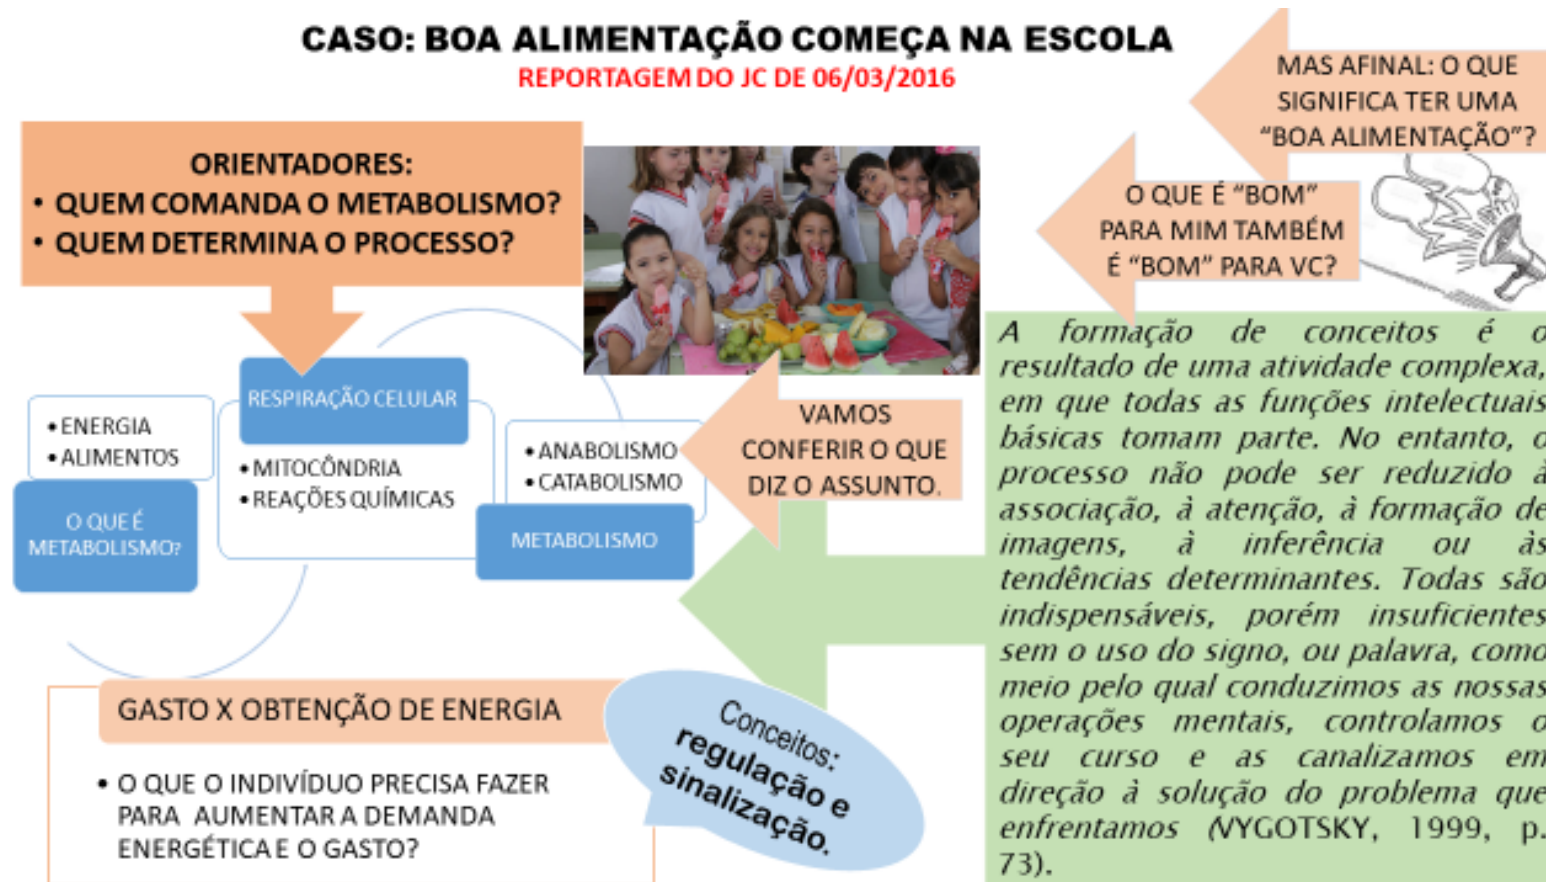 CASO: BOA ALIMENTAÇÃO COMEÇA NA ESCOLA
REPORTAGEM DO JC DE 06/03/2016
MAS AFINAL: O QUE
SIGNIFICA TER UMA
“BOA ALIMENTAÇÃO”?
O QUE É “BOM”
PARA MIM TAMBÉM
É “BOM” PARA VC?
ORIENTADORES:
• QUEM COMANDA O METABOLISMO?
• QUEM DETERMINA O PROCESSO?
• ENERGIA
• ALIMENTOS
O QUE É
METABOLISMO?
RESPIRAÇÃO CELULAR
• MITOCÔNDRIA
• REAÇÕES QUÍMICAS
• ANABOLISMO
• CATABOLISMO
METABOLISMO
VAMOS
CONFERIR O QUE
DIZ O ASSUNTO.
A formação de conceitos é o
resultado de uma atividade complexa,
em que todas as funções intelectuais
básicas tomam parte. No entanto, o
processo não pode ser reduzido à
associação, à atenção, à formação de
imagens, à inferência ou às
tendências determinantes. Todas são
indispensáveis, porém insuficientes
sem o uso do signo, ou palavra, como
meio pelo qual conduzimos as nossas
operações mentais, controlamos o
seu curso e as canalizamos em
direção à solução do problema que
enfrentamos (VYGOTSKY, 1999, p.
73).
GASTO X OBTENÇÃO DE ENERGIA
• O QUE O INDIVÍDUO PRECISA FAZER
PARA AUMENTAR A DEMANDA
ENERGÉTICA E O GASTO?
Conceitos:
regulação e
sinalização.